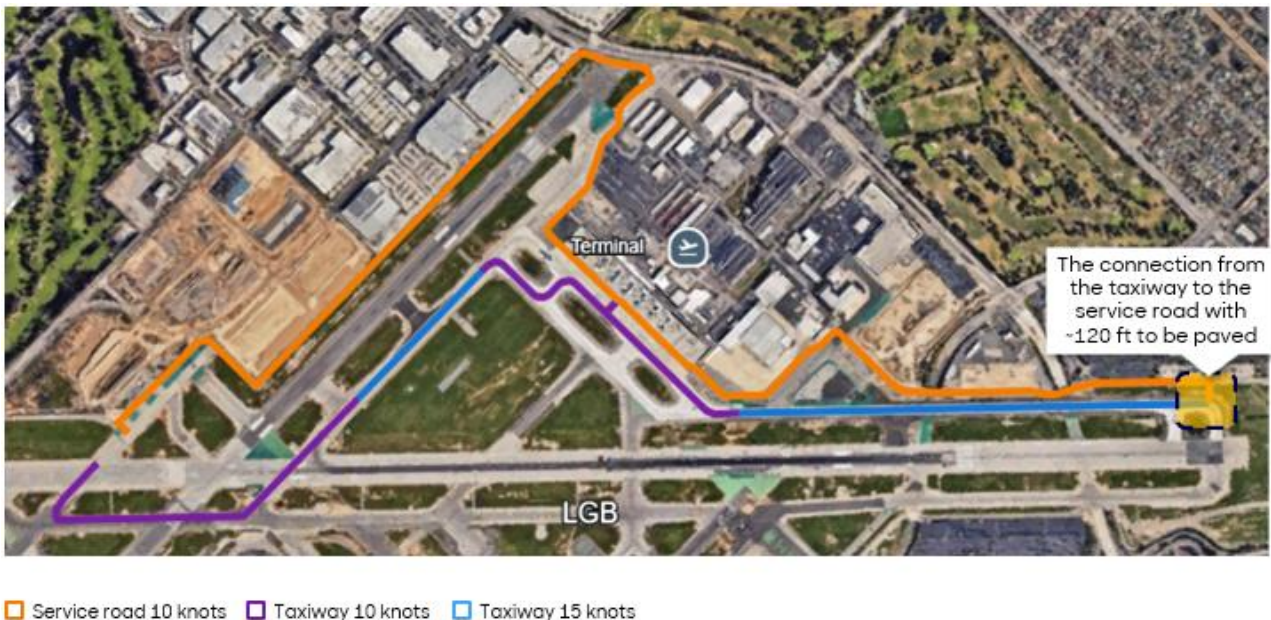 Terminal
The connection from
the taxiway to the
service road with
~120 ft to be paved
LGB
Service road 10 knots Taxiway 10 knots Taxiway 15 knots